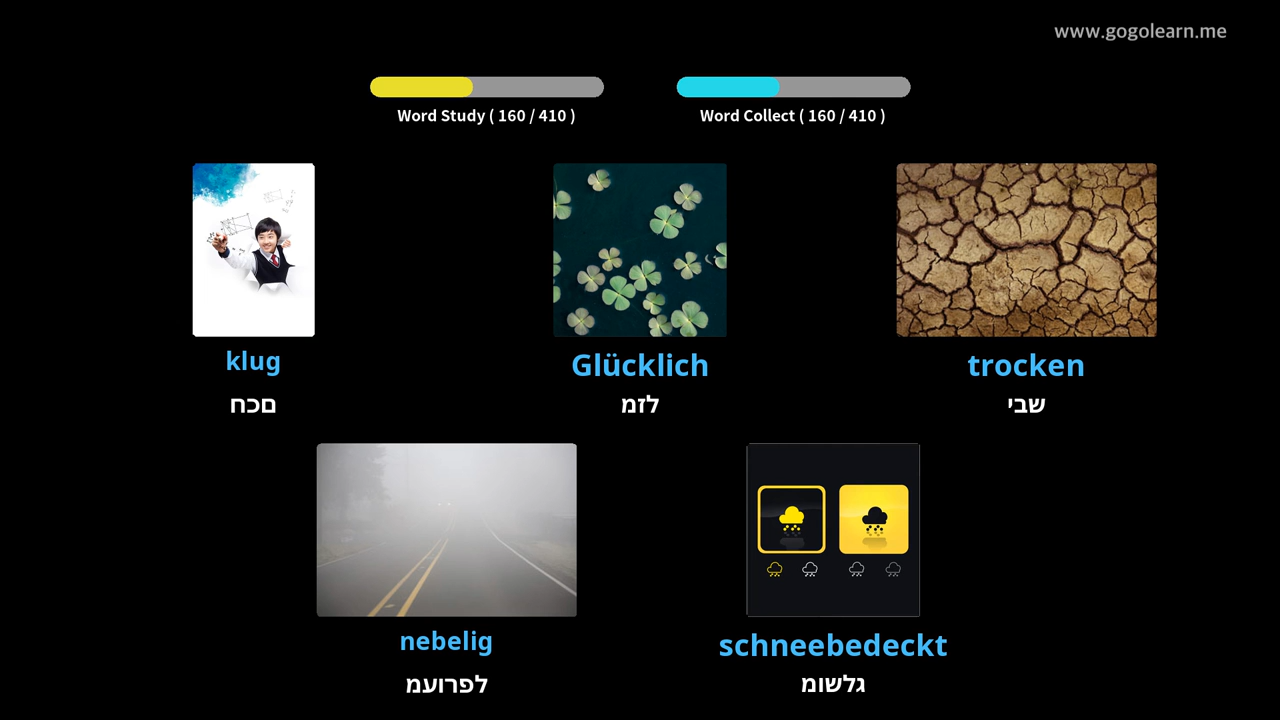 www.gogolearn.me
Word Study ( 160 / 410 )
Word Collect ( 160 / 410 )
klug
םכח
Glücklich
לזמ
trocken
שבי
nebelig
לפרועמ
schneebedeckt
גלשומ